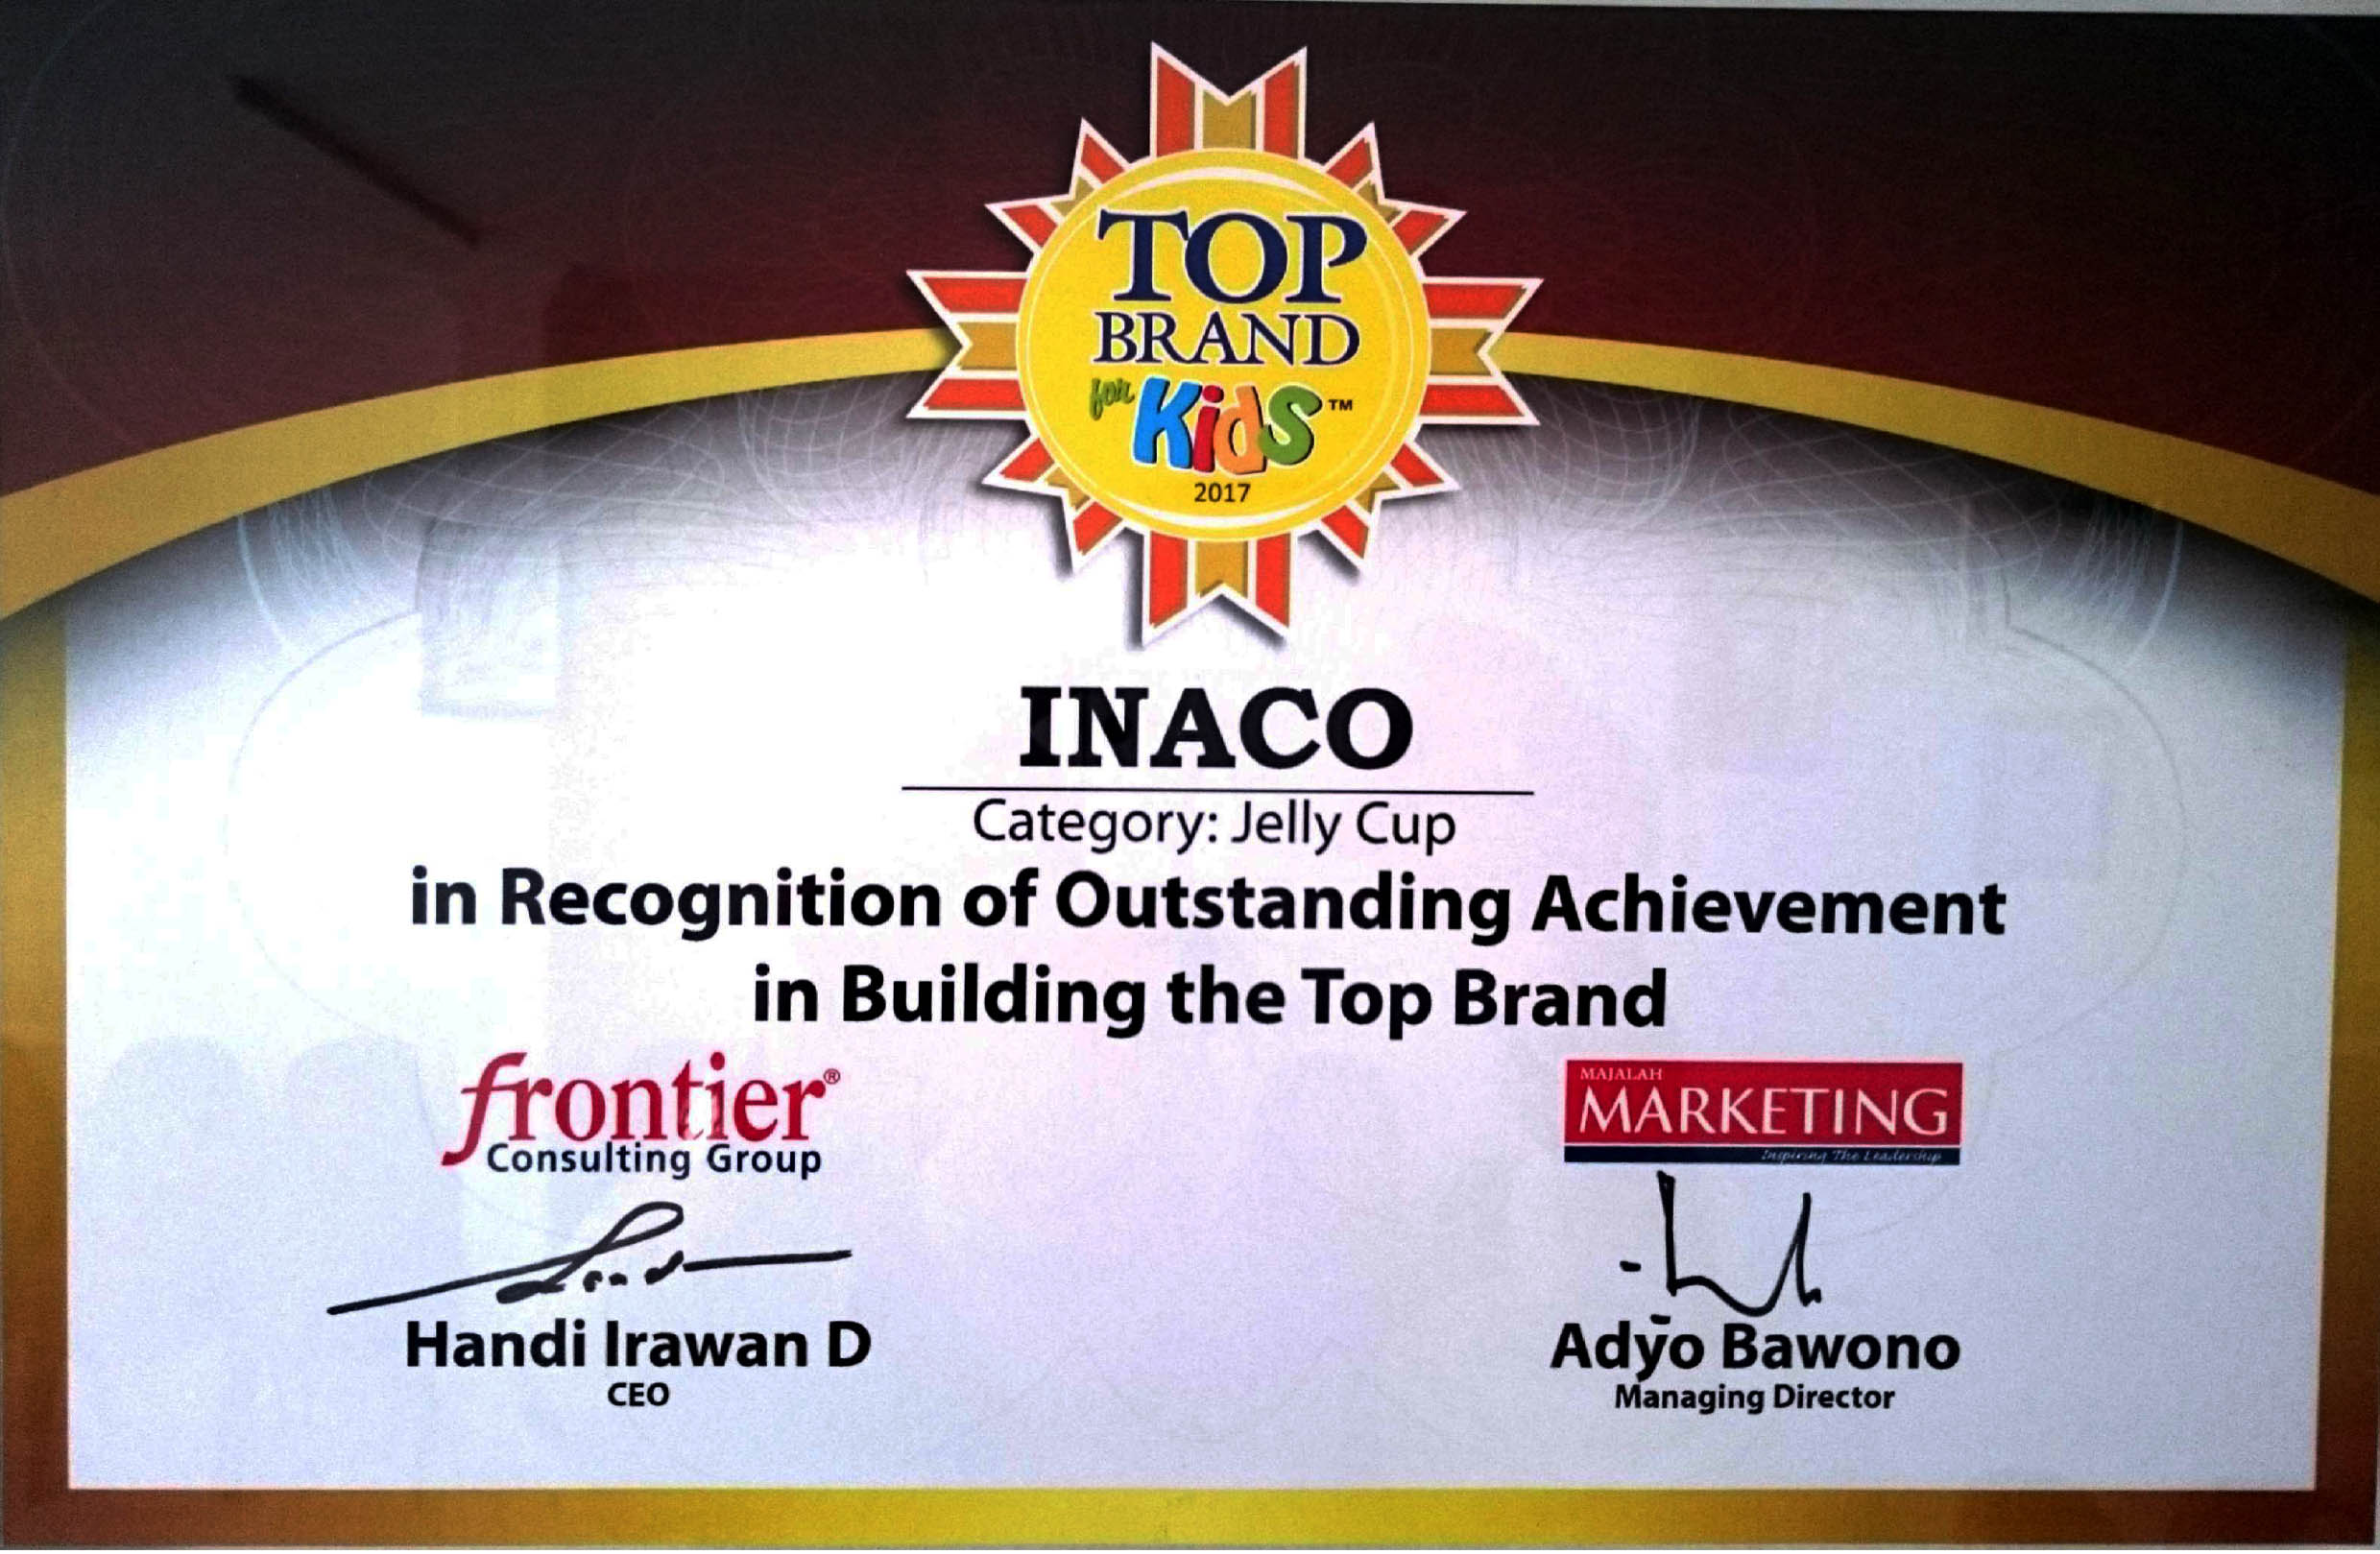 TOP
BRAND
for Kids™
2017
INACO
Category: Jelly Cup
in Recognition of Outstanding Achievement
in Building the Top Brand
frontier®
Consulting Group
MAJALAH
MARKETING
Inspiring The Leadership
Handi Irawan D
CEO
Adyo Bawono
Managing Director